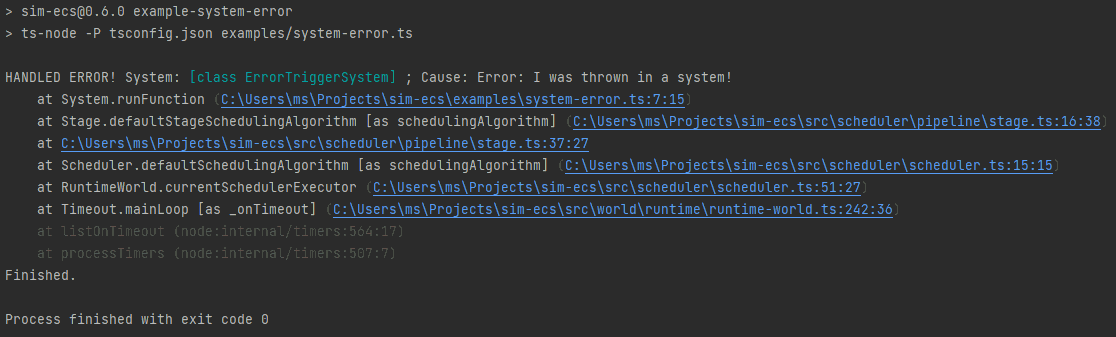 > sim-ecs@0.6.0 example-system-error
> ts-node -P tsconfig.json examples/system-error.ts
HANDLED ERROR! System: [class ErrorTriggerSystem] ; Cause: Error: I was thrown in a system!
at System.runFunction (C:\Users\ms\Projects\sim-ecs\examples\system-error.ts:7:15)
at Stage.defaultStageSchedulingAlgorithm [as schedulingAlgorithm] (C:\Users\ms\Projects\sim-ecs\src\scheduler\pipeline\stage.ts:16:38)
at C:\Users\ms\Projects\sim-ecs\src\scheduler\pipeline\stage.ts:37:27
at Scheduler.defaultSchedulingAlgorithm [as schedulingAlgorithm] (C:\Users\ms\Projects\sim-ecs\src\scheduler\scheduler.ts:15:15)
at RuntimeWorld.currentSchedulerExecutor (C:\Users\ms\Projects\sim-ecs\src\scheduler\scheduler.ts:51:27)
at Timeout.mainLoop [as _onTimeout] (C:\Users\ms\Projects\sim-ecs\src\world\runtime\runtime-world.ts:242:36)
at listOnTimeout (node:internal/timers:564:17)
at processTimers (node:internal/timers:507:7)
Finished.
Process finished with exit code 0